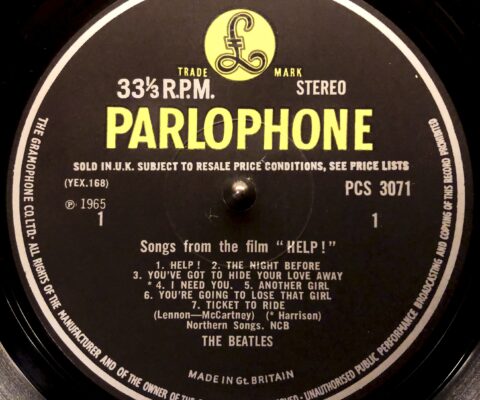 TRADE MARK
33⅓ R.P.M. STEREO
PARLOPHONE
SOLD IN U.K. SUBJECT TO RESALE PRICE CONDITIONS, SEE PRICE LISTS
(YEX.168) PCS 3071
℗ 1965
1 1
Songs from the film "HELP!"
1. HELP! 2. THE NIGHT BEFORE
3. YOU'VE GOT TO HIDE YOUR LOVE AWAY
* 4. I NEED YOU. 5. ANOTHER GIRL
6. YOU'RE GOING TO LOSE THAT GIRL
7. TICKET TO RIDE
(Lennon—McCartney) (* Harrison)
Northern Songs. NCB
THE BEATLES
MADE IN Gt. BRITAIN
THE GRAMOPHONE CO. LTD. · ALL RIGHTS OF THE MANUFACTURER AND OF THE OWNER OF THE
UNAUTHORISED PUBLIC PERFORMANCE BROADCASTING AND COPYING OF THIS RECORD PROHIBITED